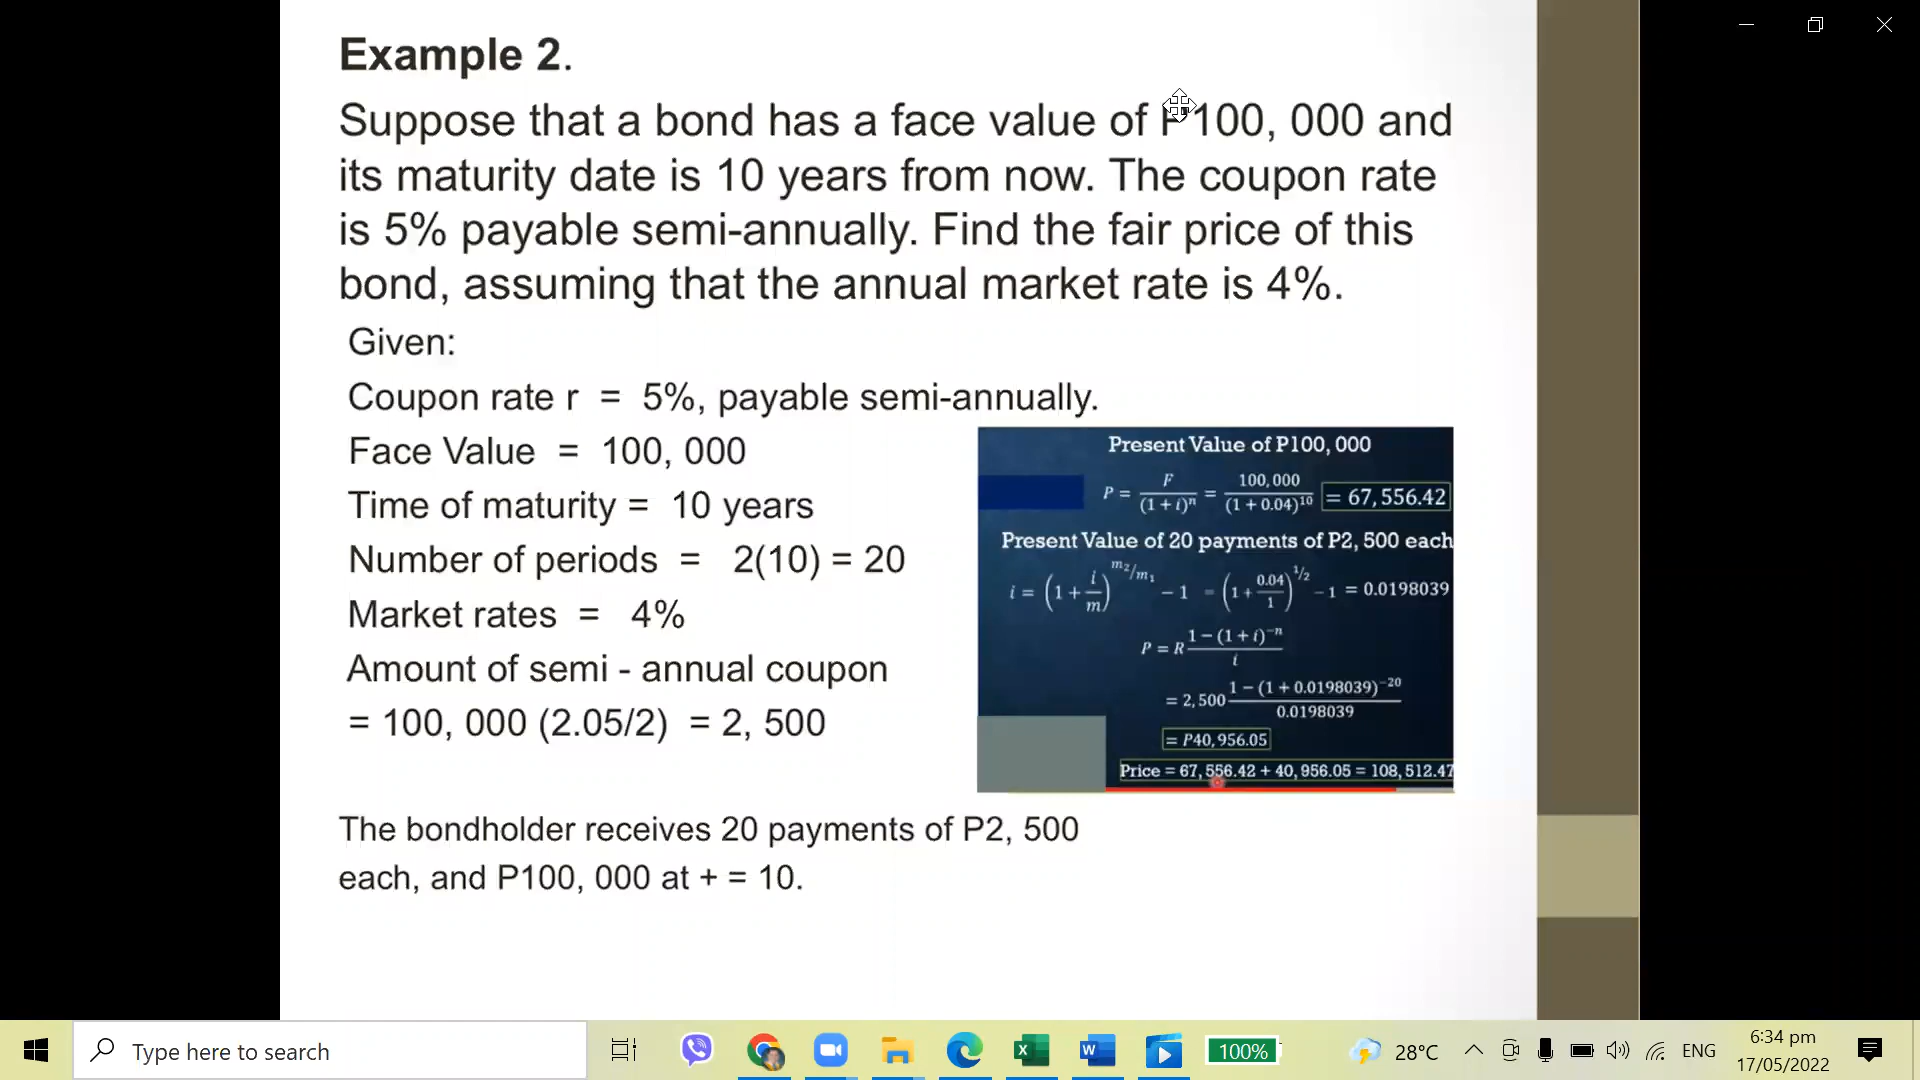 Example 2.
Suppose that a bond has a face value of P100, 000 and
its maturity date is 10 years from now. The coupon rate
is 5% payable semi-annually. Find the fair price of this
bond, assuming that the annual market rate is 4%.
Given:
Coupon rate r = 5%, payable semi-annually.
Face Value = 100, 000
Time of maturity = 10 years
Number of periods = 2(10) = 20
Market rates = 4%
Amount of semi - annual coupon
= 100, 000 (2.05/2) = 2, 500
The bondholder receives 20 payments of P2, 500
each, and P100, 000 at + = 10.
Present Value of P100, 000
P = F/(1 + i)^n = 100,000/(1 + 0.04)^10 = 67,556.42
Present Value of 20 payments of P2, 500 each
i = (1 + i/m)^m₂/m₁ − 1 = (1 + 0.04/1)^1/2 − 1 = 0.0198039
P = R 1 − (1 + i)^−n / i
= 2,500 1 − (1 + 0.0198039)^−20 / 0.0198039
= P40,956.05
Price = 67,556.42 + 40,956.05 = 108,512.47
Type here to search
100%
28°C
ENG
6:34 pm
17/05/2022